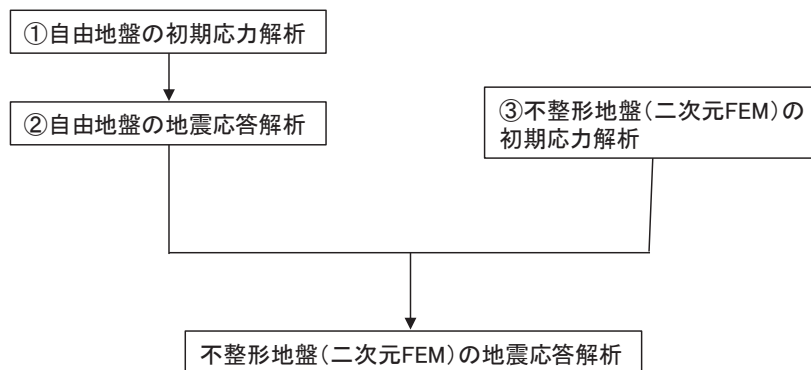 ①自由地盤の初期応力解析
②自由地盤の地震応答解析
③不整形地盤(二次元FEM)の
初期応力解析
不整形地盤(二次元FEM)の地震応答解析